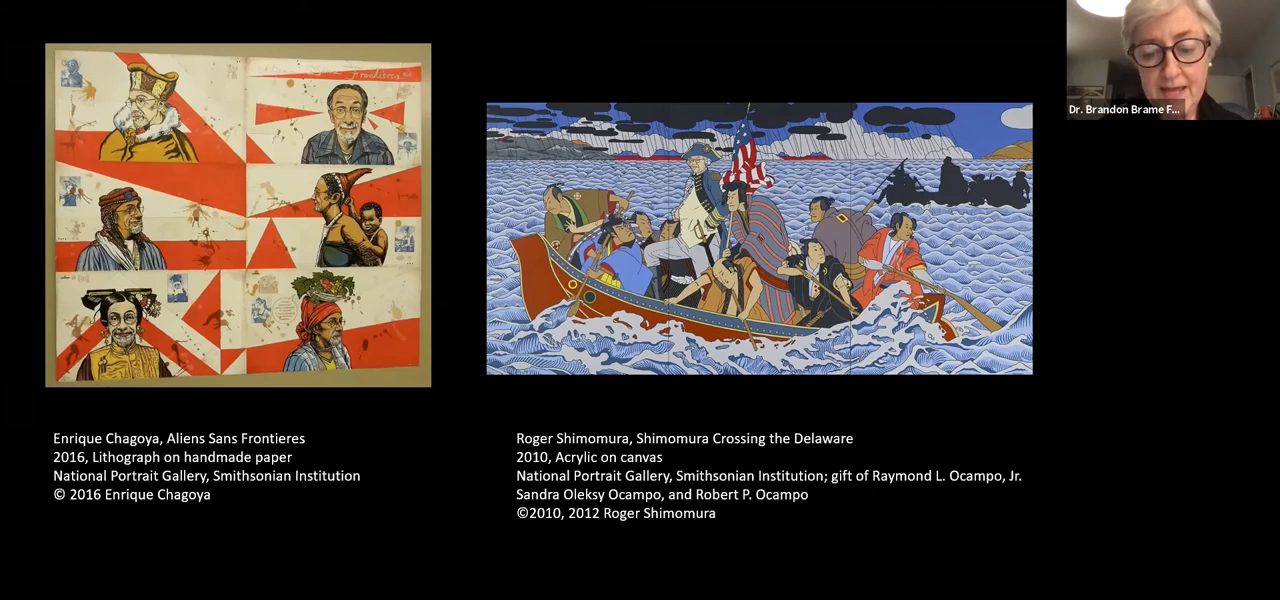 Frontieres
Dr. Brandon Brame F...
Enrique Chagoya, Aliens Sans Frontieres
2016, Lithograph on handmade paper
National Portrait Gallery, Smithsonian Institution
© 2016 Enrique Chagoya
Roger Shimomura, Shimomura Crossing the Delaware
2010, Acrylic on canvas
National Portrait Gallery, Smithsonian Institution; gift of Raymond L. Ocampo, Jr.
Sandra Oleksy Ocampo, and Robert P. Ocampo
©2010, 2012 Roger Shimomura